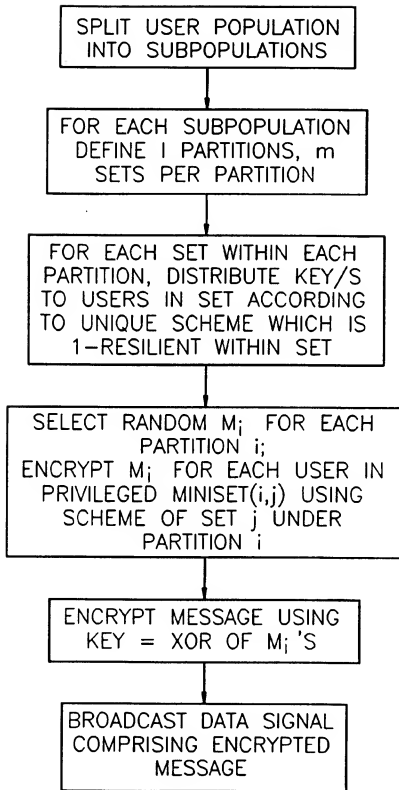 SPLIT USER POPULATION
INTO SUBPOPULATIONS
FOR EACH SUBPOPULATION
DEFINE l PARTITIONS, m
SETS PER PARTITION
FOR EACH SET WITHIN EACH
PARTITION, DISTRIBUTE KEY/S
TO USERS IN SET ACCORDING
TO UNIQUE SCHEME WHICH IS
1-RESILIENT WITHIN SET
SELECT RANDOM Mi FOR EACH
PARTITION i;
ENCRYPT Mi FOR EACH USER IN
PRIVILEGED MINISET(i,j) USING
SCHEME OF SET j UNDER
PARTITION i
ENCRYPT MESSAGE USING
KEY = XOR OF Mi'S
BROADCAST DATA SIGNAL
COMPRISING ENCRYPTED
MESSAGE